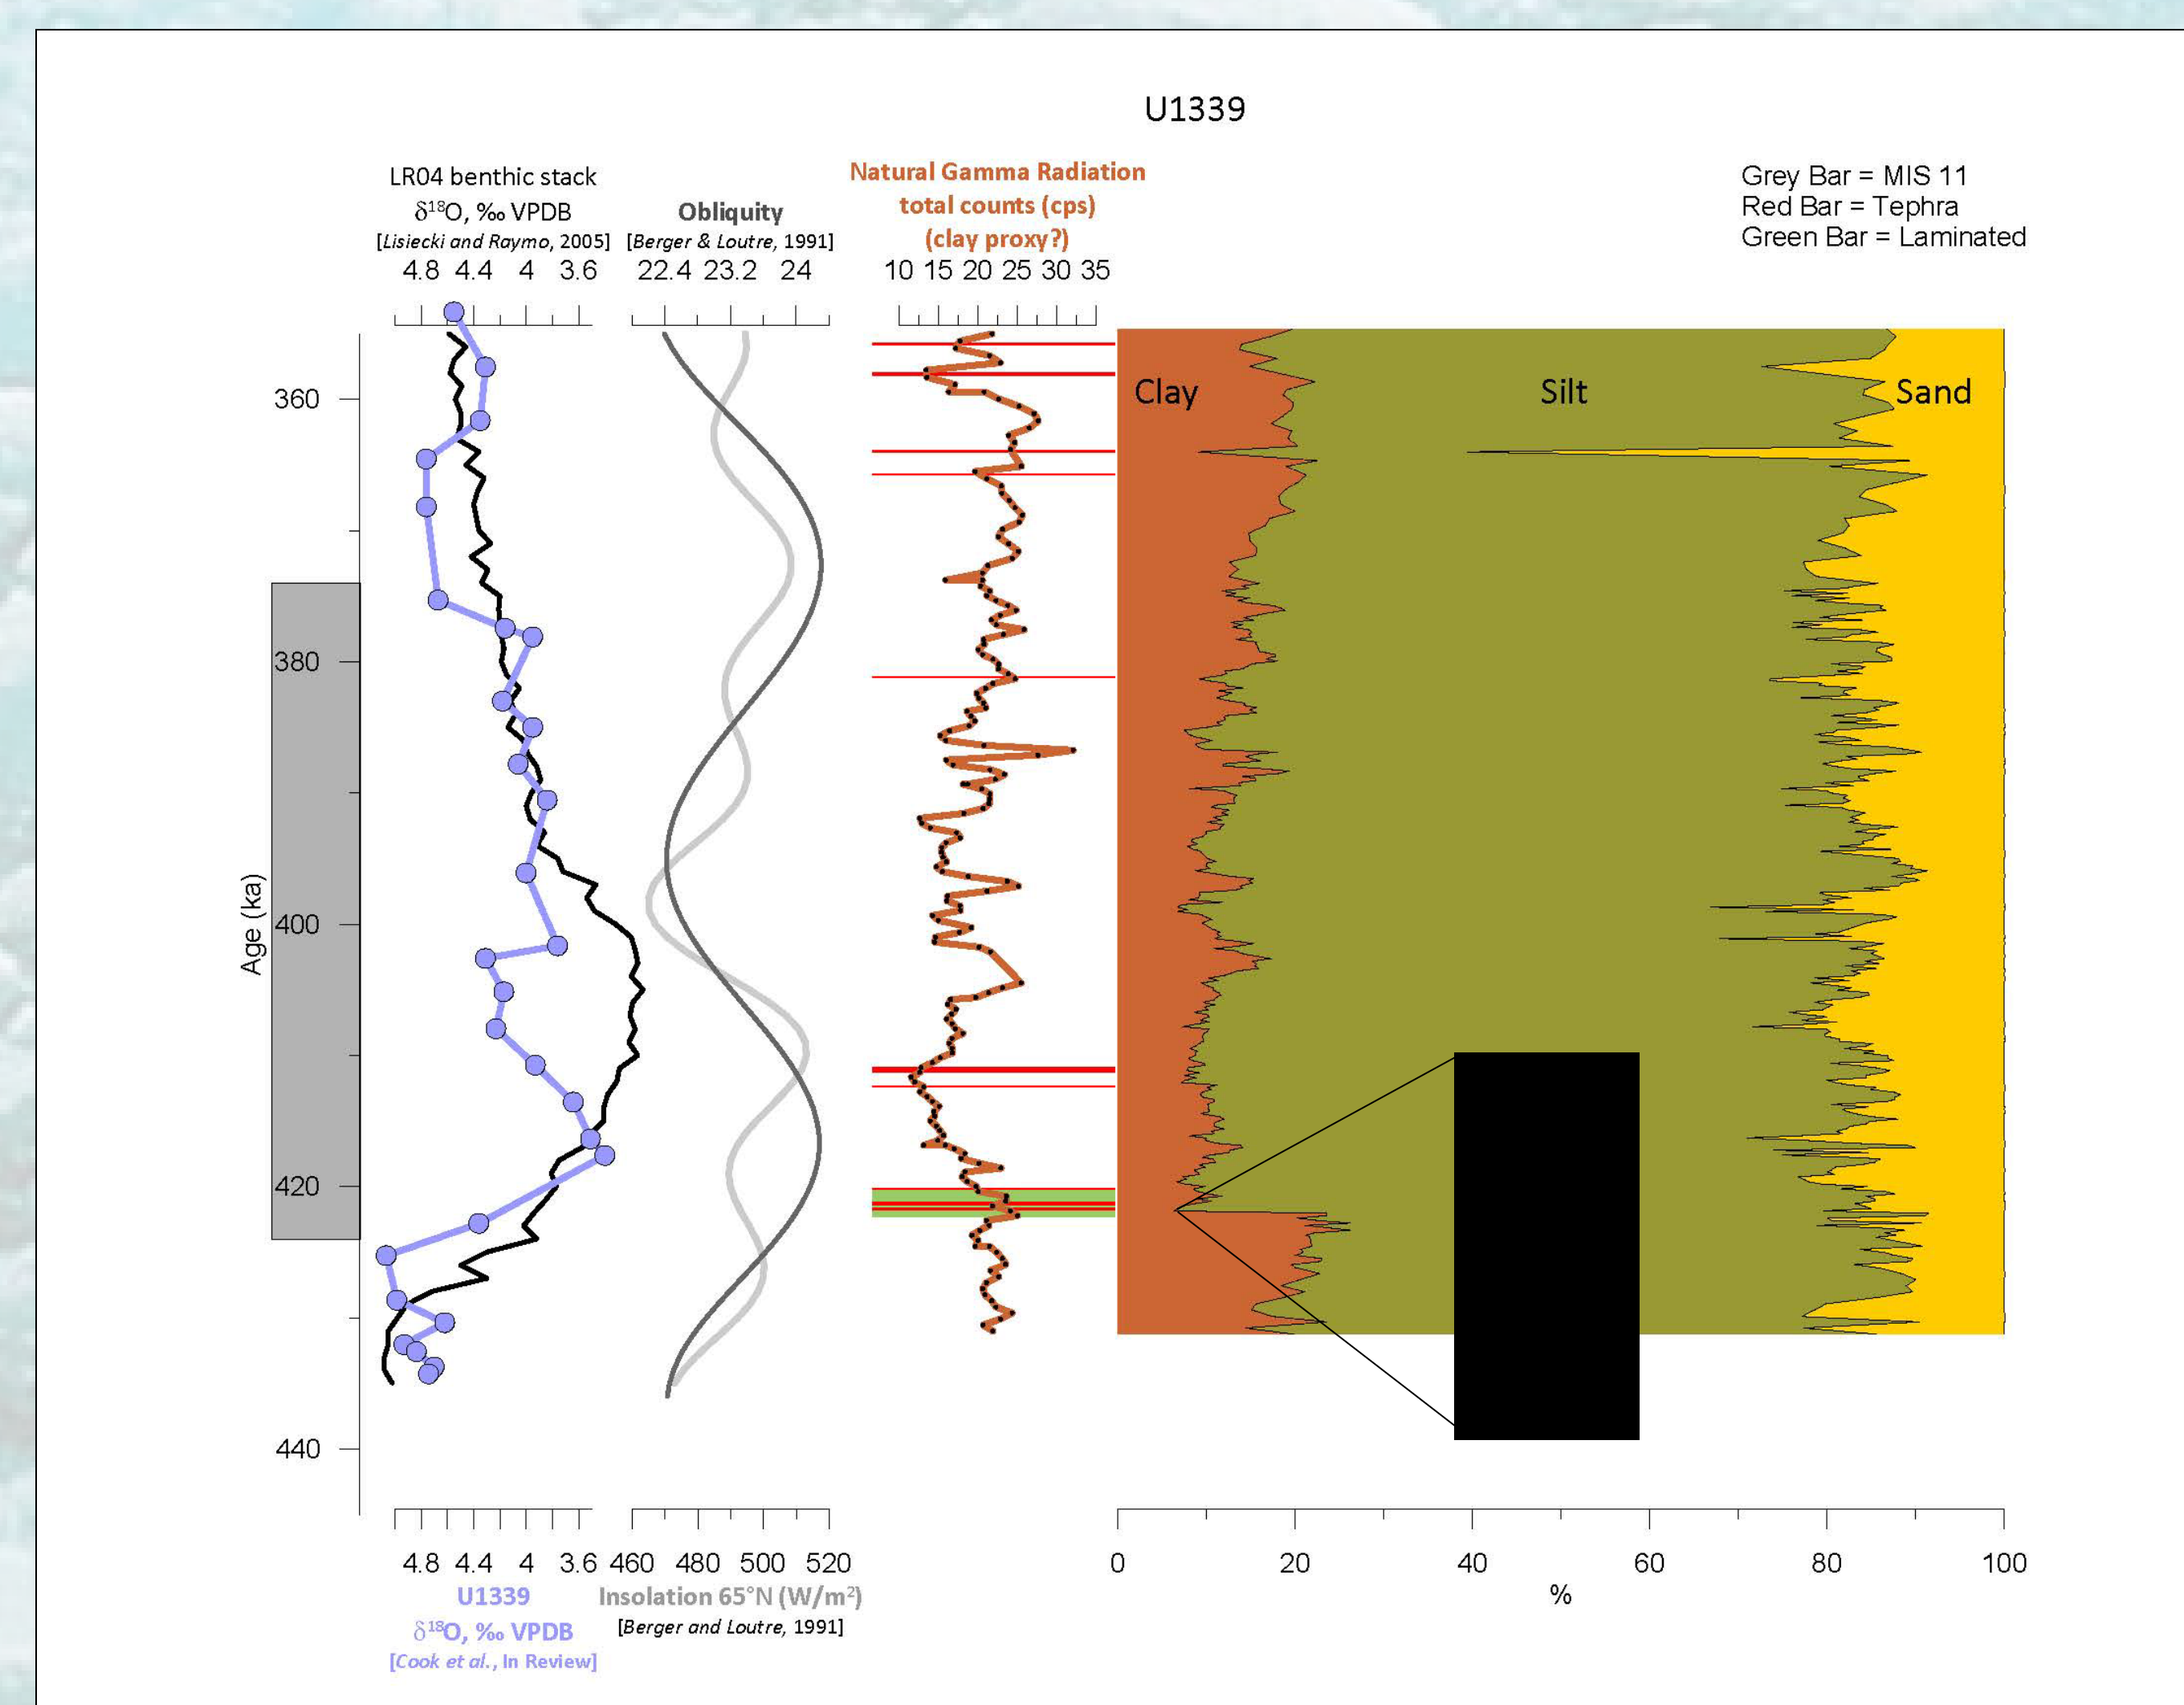 U1339
LR04 benthic stack
δ¹⁸O, ‰ VPDB
[Lisiecki and Raymo, 2005]
4.8 4.4 4 3.6
Obliquity
[Berger & Loutre, 1991]
22.4 23.2 24
Natural Gamma Radiation
total counts (cps)
(clay proxy?)
10 15 20 25 30 35
Grey Bar = MIS 11
Red Bar = Tephra
Green Bar = Laminated
Age (ka)
360
380
400
420
440
Clay
Silt
Sand
4.8 4.4 4 3.6
U1339
δ¹⁸O, ‰ VPDB
[Cook et al., In Review]
460 480 500 520
Insolation 65°N (W/m²)
[Berger and Loutre, 1991]
0 20 40 60 80 100
%